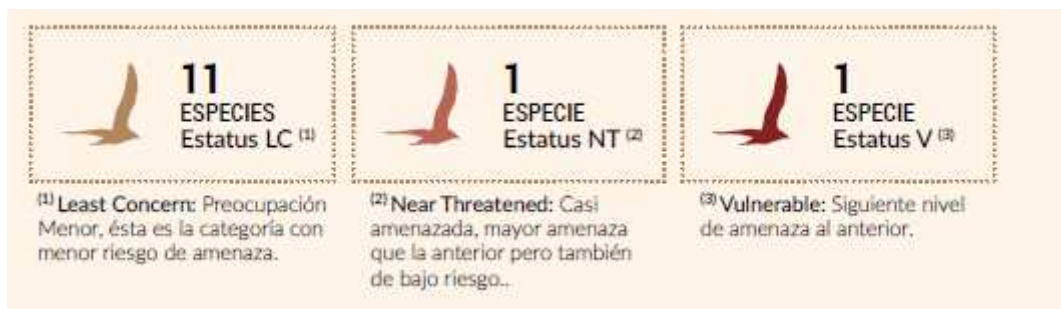 11
ESPECIES
Estatus LC (1)
1
ESPECIE
Estatus NT (2)
1
ESPECIE
Estatus V (3)
(1) Least Concern: Preocupación
Menor, ésta es la categoría con
menor riesgo de amenaza.
(2) Near Threatened: Casi
amenazada, mayor amenaza
que la anterior pero también
de bajo riesgo..
(3) Vulnerable: Siguiente nivel
de amenaza al anterior.